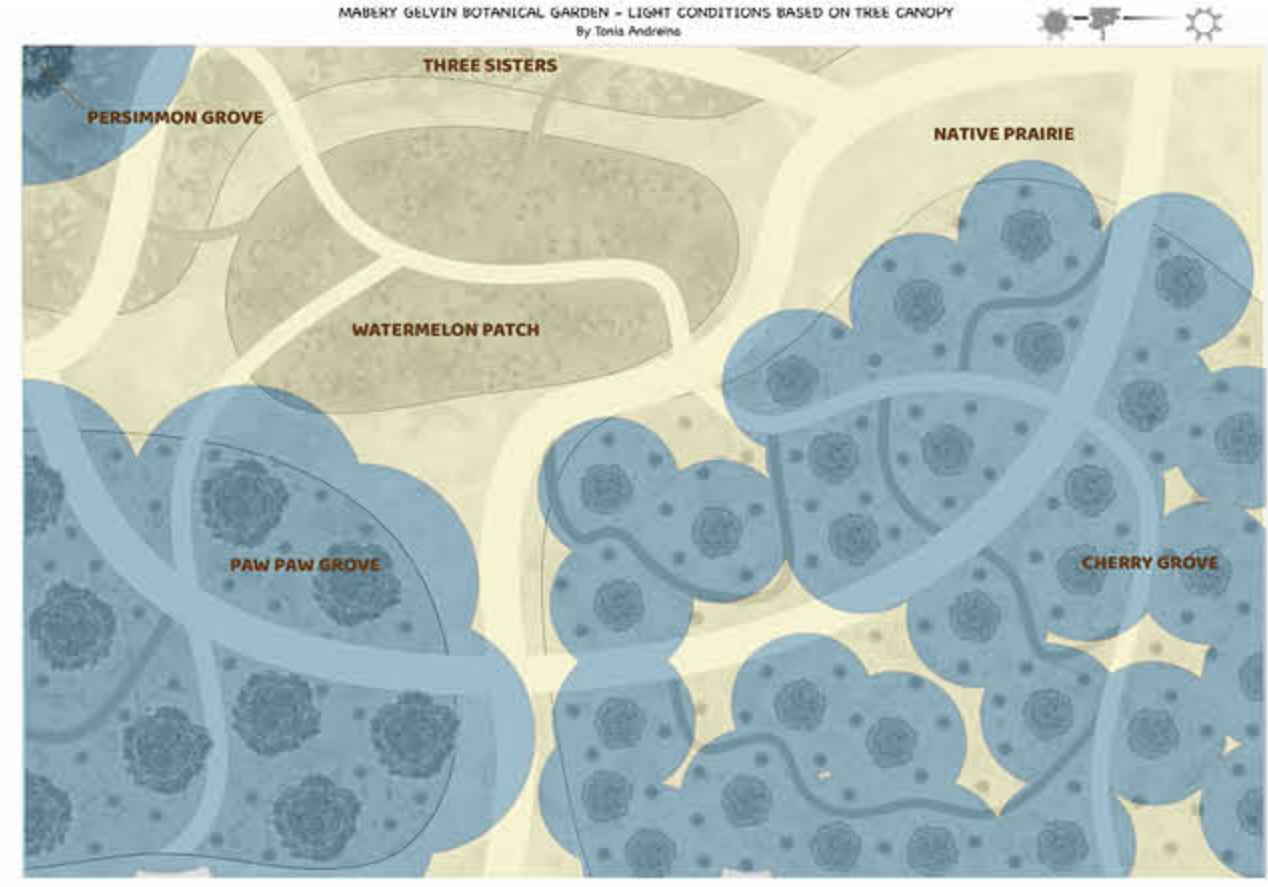 MABERY GELVIN BOTANICAL GARDEN - LIGHT CONDITIONS BASED ON TREE CANOPY
By Tonia Andreina
THREE SISTERS
PERSIMMON GROVE
NATIVE PRAIRIE
WATERMELON PATCH
PAW PAW GROVE
CHERRY GROVE